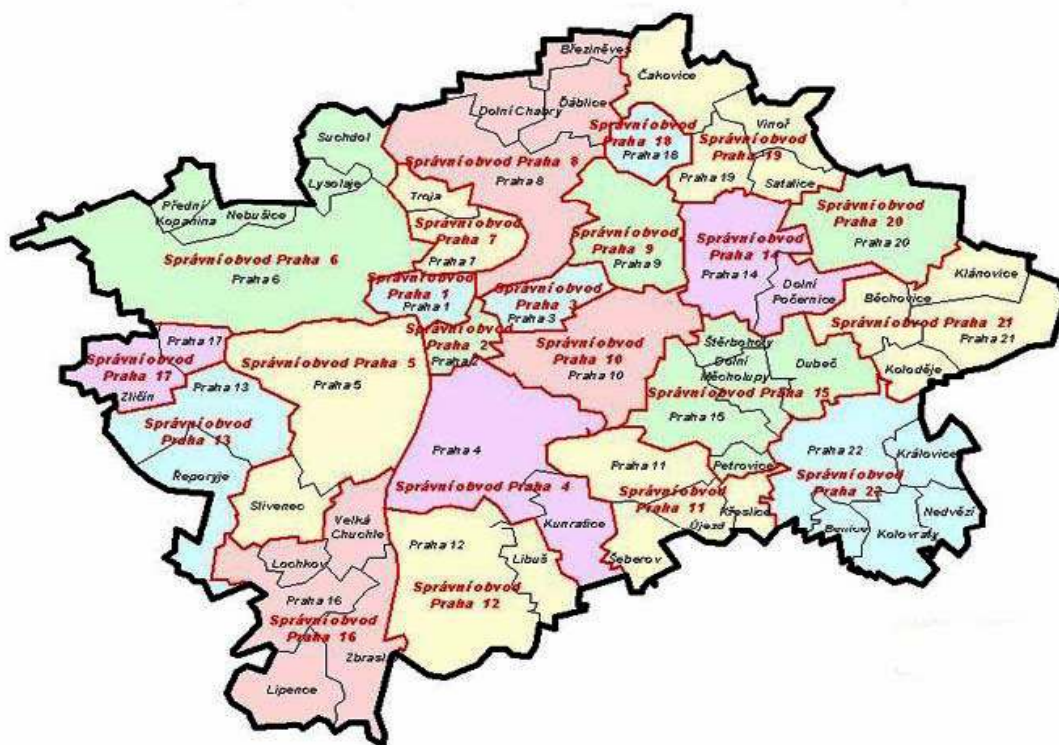 Březiněves
Čakovice
Ďáblice
Dolní Chabry
Vinoř
Správní obvod
Praha 18
Praha 18
Správní obvod
Praha 19
Praha 19
Satalice
Suchdol
Lysolaje
Správní obvod Praha 8
Praha 8
Troja
Správní obvod
Praha 7
Praha 7
Přední
Kopanina
Nebušice
Správní obvod Praha 6
Praha 6
Správní obvod
Praha 9
Praha 9
Správní obvod
Praha 14
Praha 14
Dolní
Počernice
Správní obvod
Praha 20
Praha 20
Klánovice
Běchovice
Správní obvod Praha 21
Praha 21
Koloděje
Správní obvod
Praha 1
Praha 1
Správní obvod
Praha 3
Praha 3
Správní obvod
Praha 2
Praha 2
Správní obvod
Praha 10
Praha 10
Štěrboholy
Dolní
Měcholupy
Dubeč
Správní obvod Praha 15
Praha 15
Petrovice
Praha 17
Správní obvod
Praha 17
Zličín
Praha 13
Správní obvod
Praha 13
Řeporyje
Správní obvod Praha 5
Praha 5
Slivenec
Praha 4
Správní obvod Praha 4
Kunratice
Praha 11
Správní obvod
Praha 11
Újezd
Křeslice
Šeberov
Praha 22
Správní obvod
Praha 22
Královice
Nedvězí
Benice
Kolovraty
Velká
Chuchle
Lochkov
Praha 16
Správní obvod
Praha 16
Zbrasl
Lipence
Praha 12
Libuš
Správní obvod
Praha 12